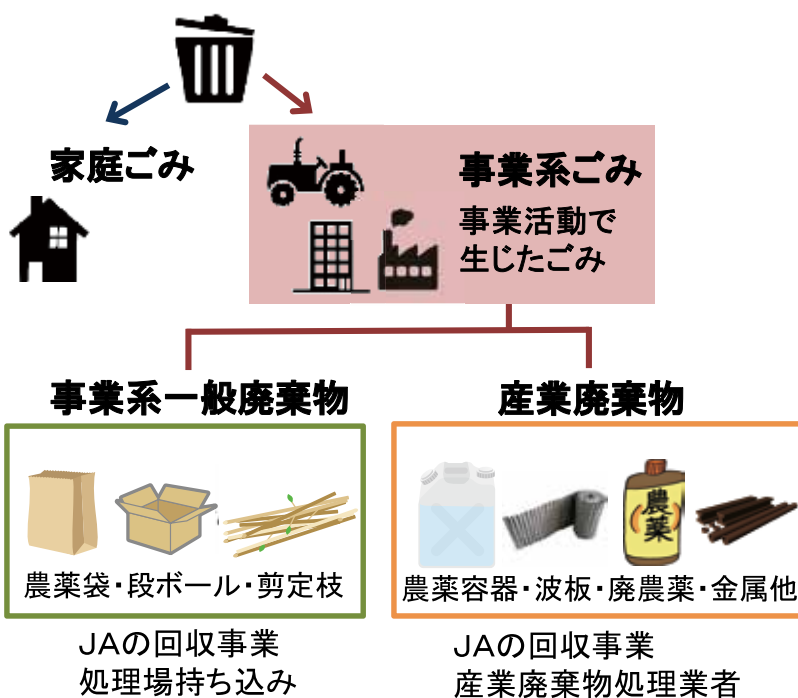 家庭ごみ
事業系ごみ
事業活動で
生じたごみ
事業系一般廃棄物
農薬袋・段ボール・剪定枝
JAの回収事業
処理場持ち込み
産業廃棄物
農薬
農薬容器・波板・廃農薬・金属他
JAの回収事業
産業廃棄物処理業者